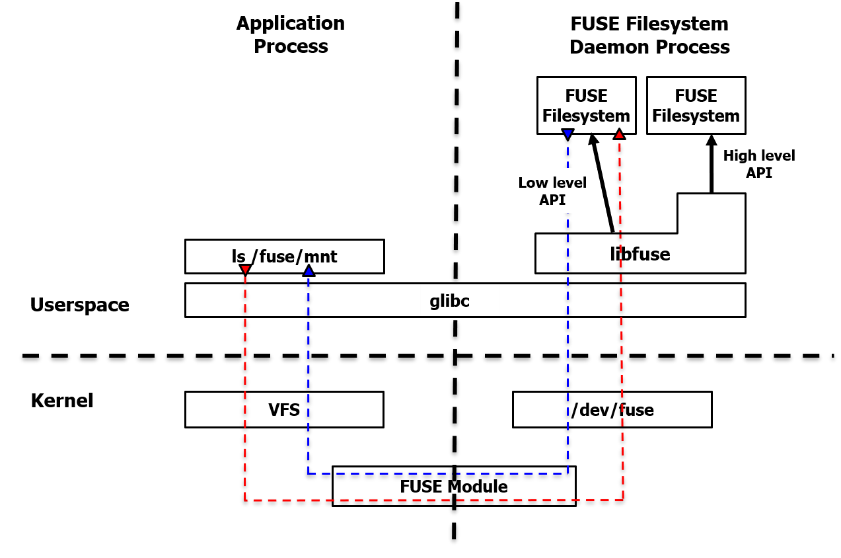 Application
Process
FUSE Filesystem
Daemon Process
FUSE
Filesystem
FUSE
Filesystem
High level
API
Low level
API
ls /fuse/mnt
libfuse
glibc
Userspace
Kernel
VFS
/dev/fuse
FUSE Module